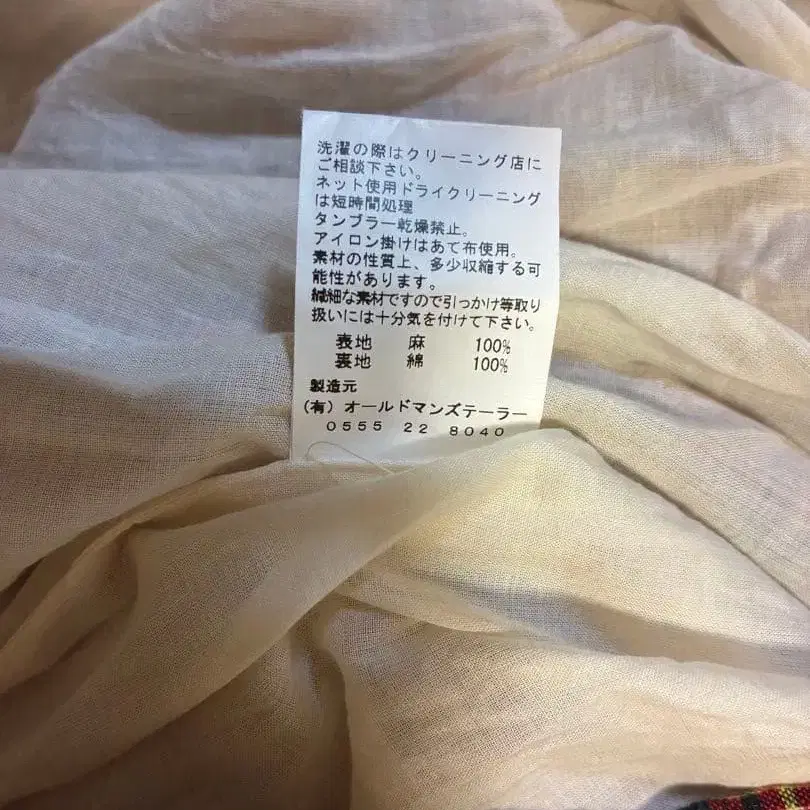 洗濯の際はクリーニング店に
ご相談下さい。
ネット使用ドライクリーニング
は短時間処理
タンブラー乾燥禁止。
アイロン掛けはあて布使用。
素材の性質上、多少収縮する可
能性があります。
繊細な素材ですので引っかけ等取り
扱いには十分気を付けて下さい。
表地 麻 100%
裏地 綿 100%
製造元
(有) オールドマンズテーラー
0555 22 8040